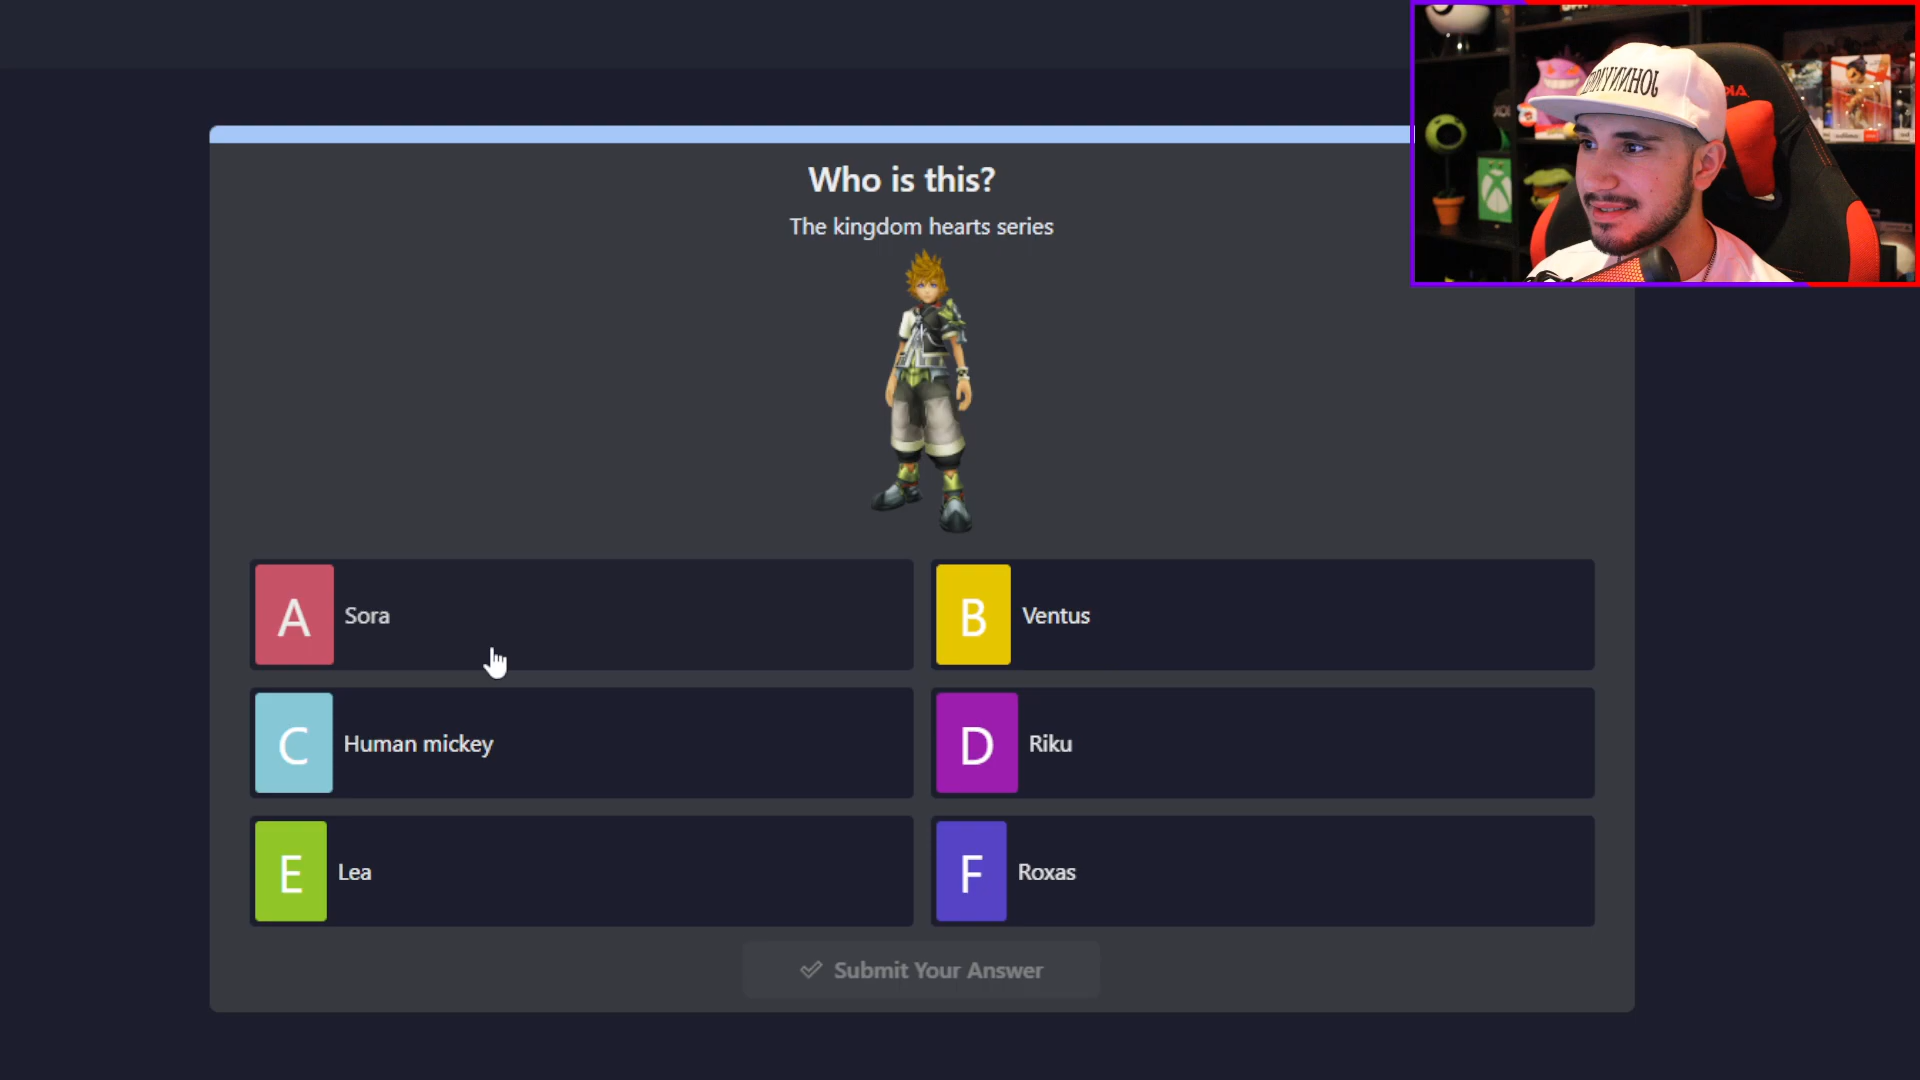 Who is this?
The kingdom hearts series
A Sora
B Ventus
C Human mickey
D Riku
E Lea
F Roxas
Submit Your Answer